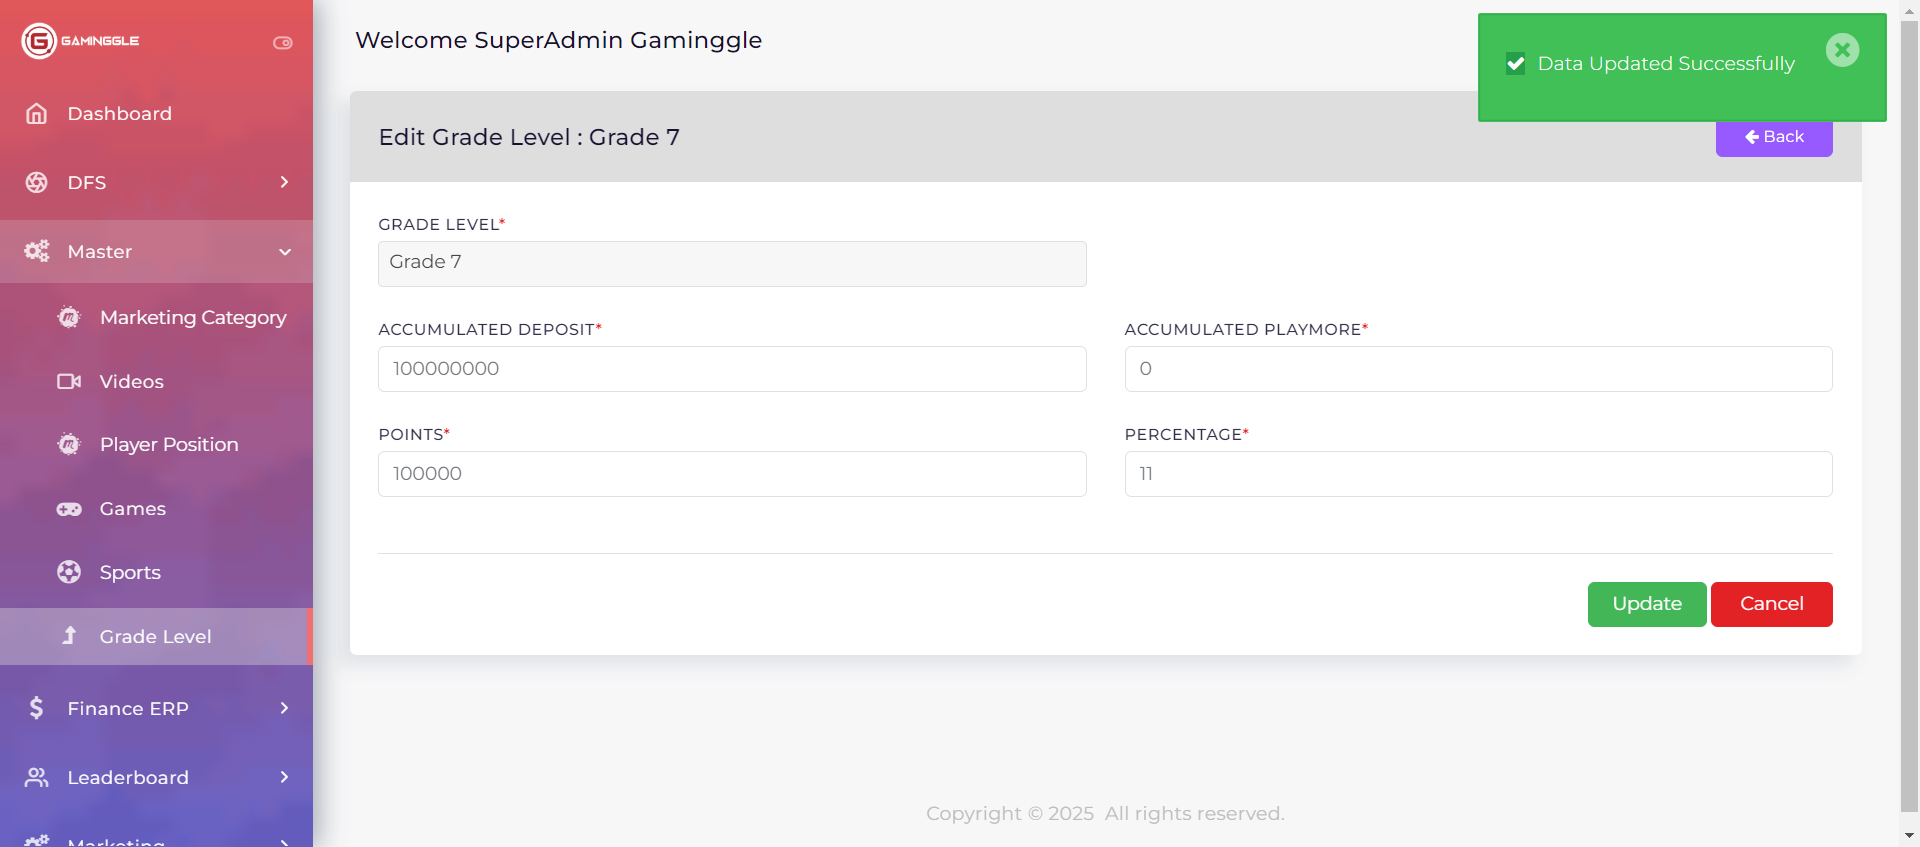 GAMINGGLE
Welcome SuperAdmin Gaminggle
Data Updated Successfully
Dashboard
DFS
Master
Marketing Category
Videos
Player Position
Games
Sports
Grade Level
Finance ERP
Leaderboard
Marketing
Edit Grade Level : Grade 7
Back
GRADE LEVEL*
Grade 7
ACCUMULATED DEPOSIT*
ACCUMULATED PLAYMORE*
100000000
0
POINTS*
PERCENTAGE*
100000
11
Update
Cancel
Copyright © 2025 All rights reserved.